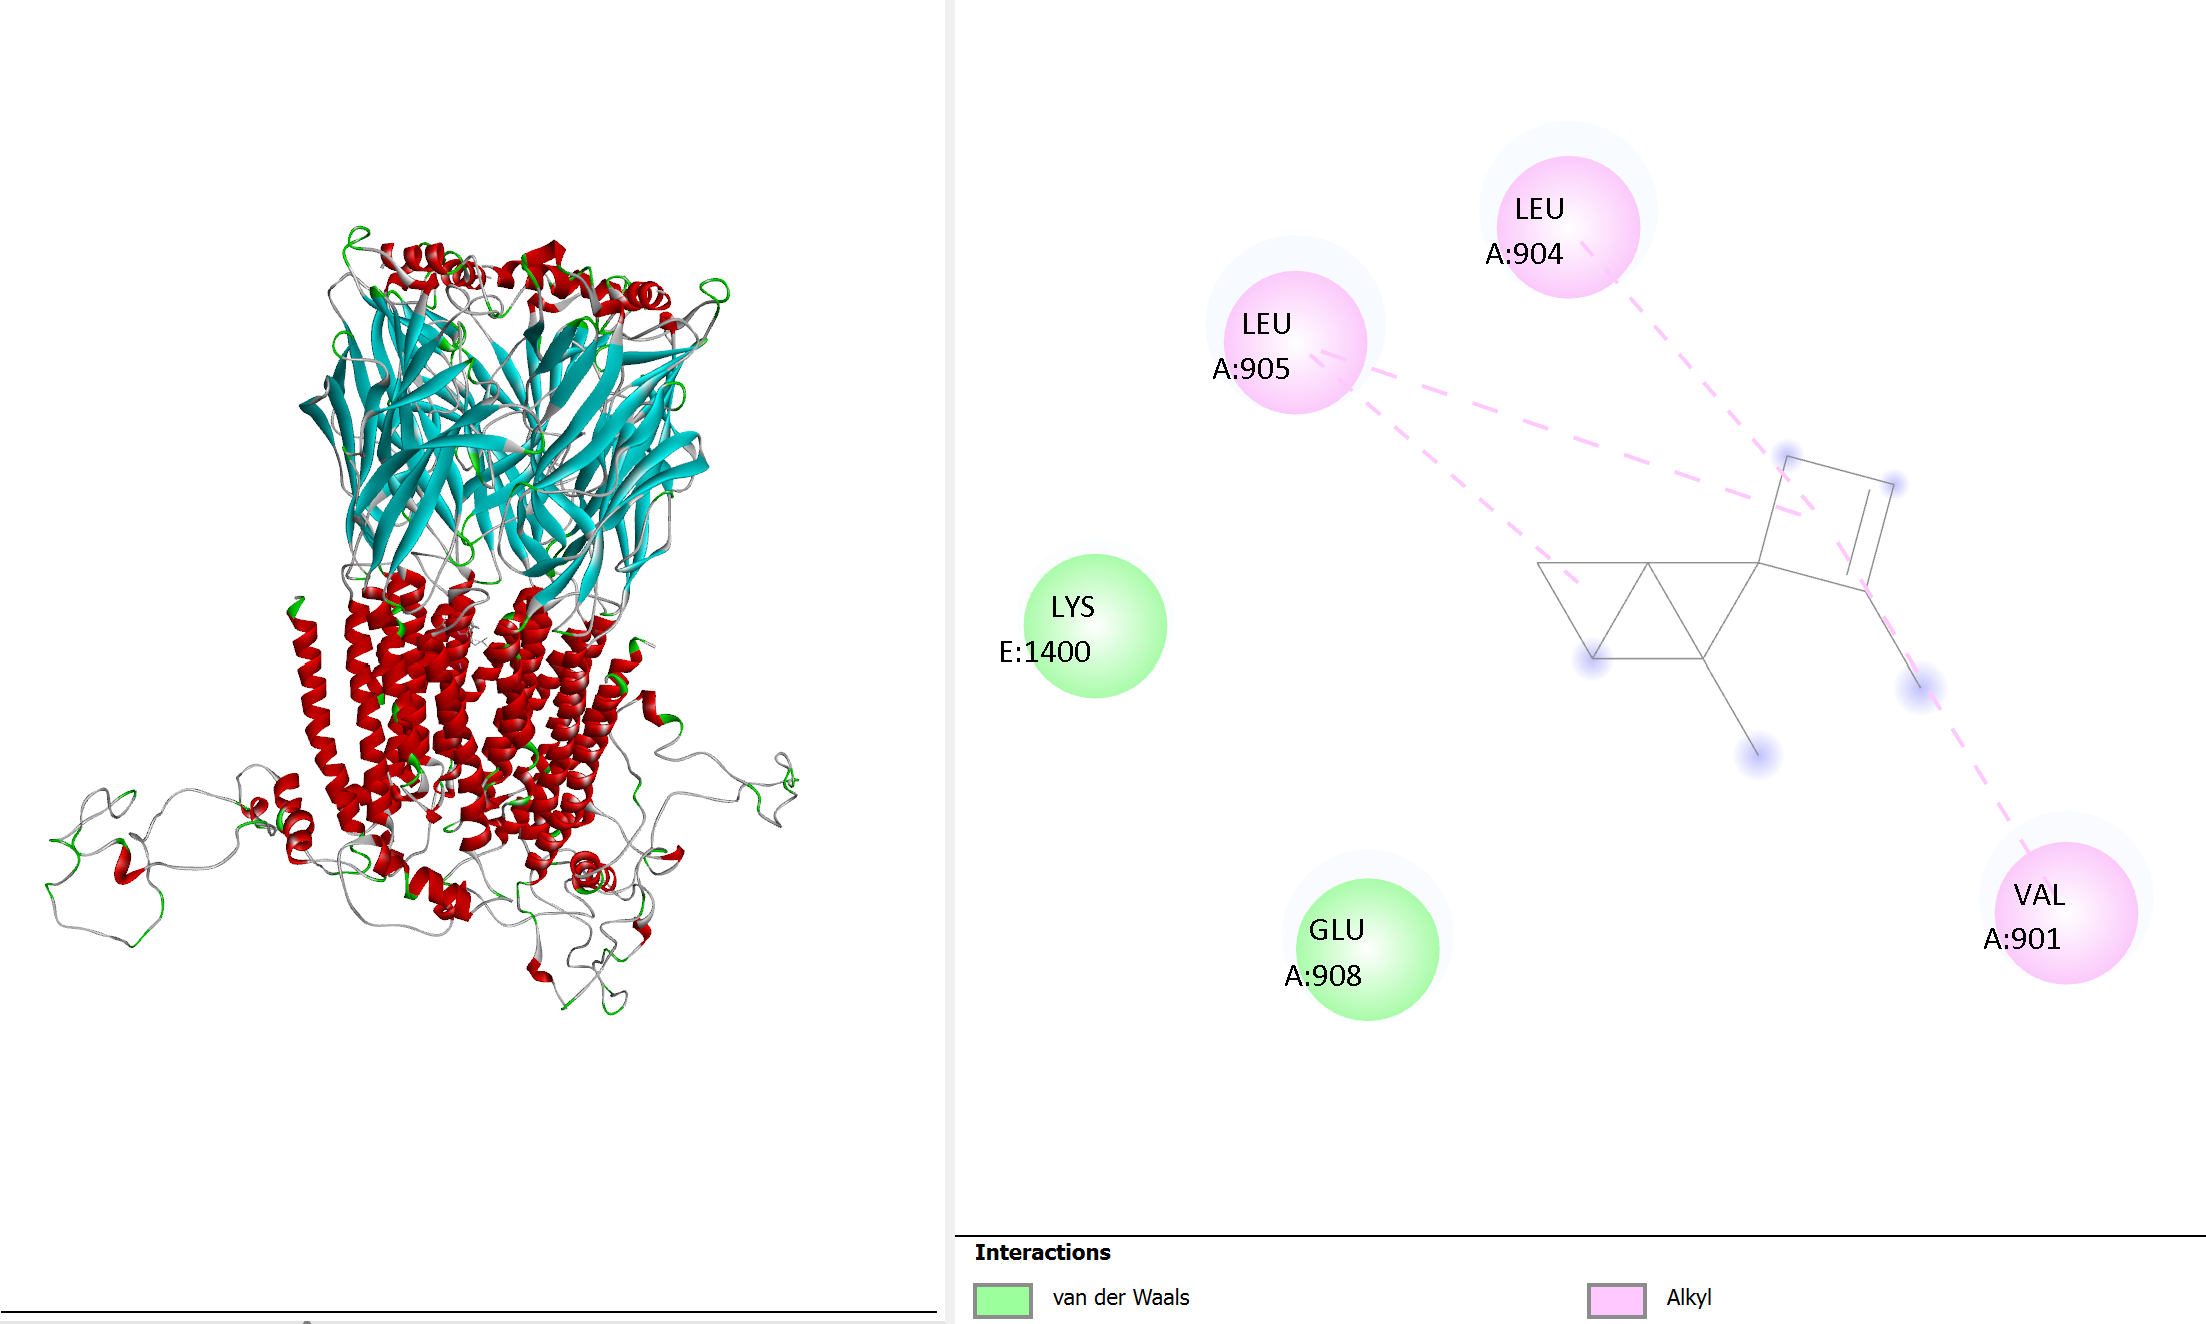 LEU
A:904
LEU
A:905
LYS
E:1400
GLU
A:908
VAL
A:901
Interactions
van der Waals
Alkyl